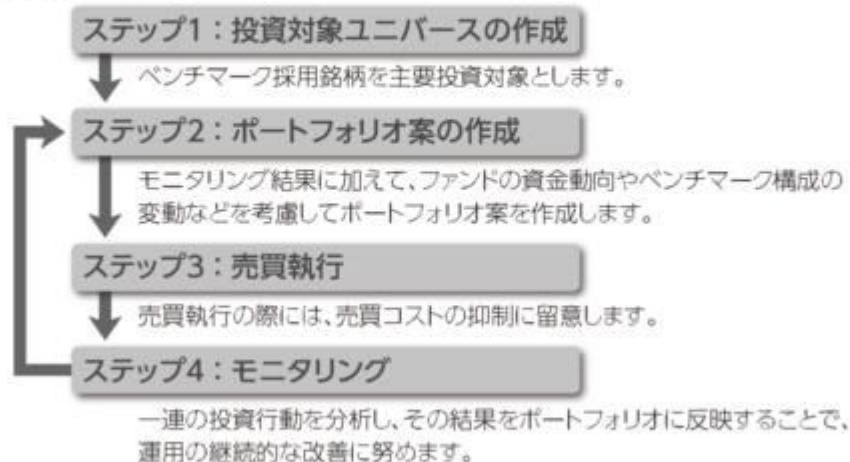 ステップ1：投資対象ユニバースの作成
ベンチマーク採用銘柄を主要投資対象とします。
ステップ2：ポートフォリオ案の作成
モニタリング結果に加えて、ファンドの資金動向やベンチマーク構成の
変動などを考慮してポートフォリオ案を作成します。
ステップ3：売買執行
売買執行の際には、売買コストの抑制に留意します。
ステップ4：モニタリング
一連の投資行動を分析し、その結果をポートフォリオに反映することで、
運用の継続的な改善に努めます。